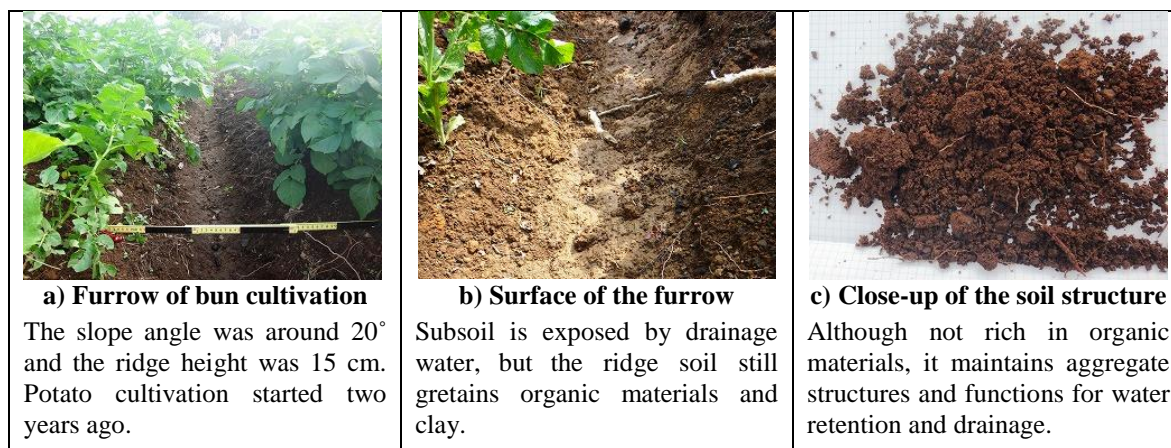 a) Furrow of bun cultivation
The slope angle was around 20˚
and the ridge height was 15 cm.
Potato cultivation started two
years ago.
b) Surface of the furrow
Subsoil is exposed by drainage
water, but the ridge soil still
gretains organic materials and
clay.
c) Close-up of the soil structure
Although not rich in organic
materials, it maintains aggregate
structures and functions for water
retention and drainage.